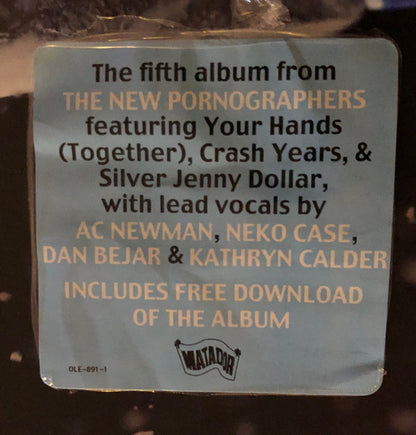 The fifth album from
THE NEW PORNOGRAPHERS
featuring Your Hands
(Together), Crash Years, &
Silver Jenny Dollar,
with lead vocals by
AC NEWMAN, NEKO CASE,
DAN BEJAR & KATHRYN CALDER
INCLUDES FREE DOWNLOAD
OF THE ALBUM
MATADOR
OLE-891-1